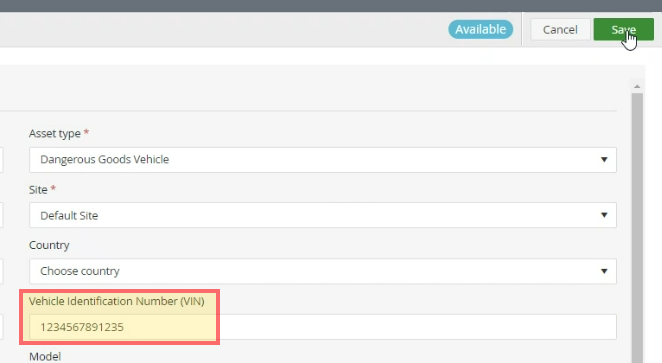 Available Cancel Save
Asset type *
Dangerous Goods Vehicle
Site *
Default Site
Country
Choose country
Vehicle Identification Number (VIN)
1234567891235
Model